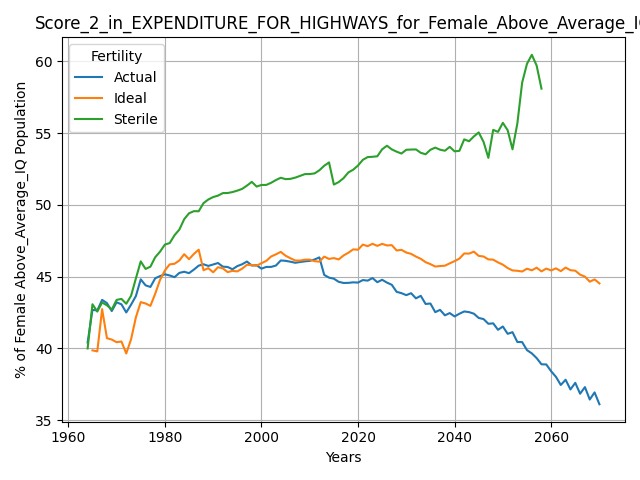 Score_2_in_EXPENDITURE_FOR_HIGHWAYS_for_Female_Above_Average_I
Fertility
Actual
Ideal
Sterile
% of Female Above_Average_IQ Population
60
55
50
45
40
35
1960
1980
2000
2020
2040
2060
Years